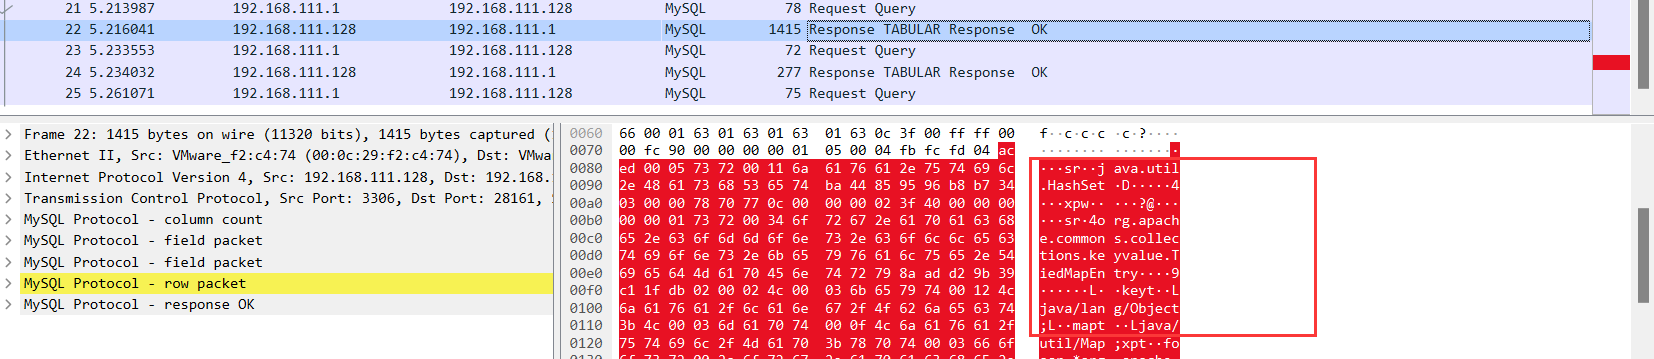 21 5.213987 192.168.111.1 192.168.111.128 MySQL 78 Request Query
22 5.216041 192.168.111.128 192.168.111.1 MySQL 1415 Response TABULAR Response OK
23 5.233553 192.168.111.1 192.168.111.128 MySQL 72 Request Query
24 5.234032 192.168.111.128 192.168.111.1 MySQL 277 Response TABULAR Response OK
25 5.261071 192.168.111.1 192.168.111.128 MySQL 75 Request Query
Frame 22: 1415 bytes on wire (11320 bits), 1415 bytes captured (
Ethernet II, Src: VMware_f2:c4:74 (00:0c:29:f2:c4:74), Dst: VMwa
Internet Protocol Version 4, Src: 192.168.111.128, Dst: 192.168.
Transmission Control Protocol, Src Port: 3306, Dst Port: 28161,
MySQL Protocol - column count
MySQL Protocol - field packet
MySQL Protocol - field packet
MySQL Protocol - row packet
MySQL Protocol - response OK
0060 66 00 01 63 01 63 01 63 01 63 0c 3f 00 ff ff 00 f··c·c·c ·c·?····
0070 00 fc 90 00 00 00 00 01 05 00 04 fb fc fd 04 ac ········ ········
0080 ed 00 05 73 72 00 11 6a 61 76 61 2e 75 74 69 6c ···sr··j ava.util
0090 2e 48 61 73 68 53 65 74 ba 44 85 95 96 b8 b7 34 .HashSet ·D·····4
00a0 03 00 00 78 70 77 0c 00 00 00 02 3f 40 00 00 00 ···xpw·· ···?@···
00b0 00 00 01 73 72 00 34 6f 72 67 2e 61 70 61 63 68 ···sr·4o rg.apach
00c0 65 2e 63 6f 6d 6d 6f 6e 73 2e 63 6f 6c 6c 65 63 e.common s.collec
00d0 74 69 6f 6e 73 2e 6b 65 79 76 61 6c 75 65 2e 54 tions.ke yvalue.T
00e0 69 65 64 4d 61 70 45 6e 74 72 79 8a ad d2 9b 39 iedMapEn try····9
00f0 c1 1f db 02 00 02 4c 00 03 6b 65 79 74 00 12 4c ······L· ·keyt··L
0100 6a 61 76 61 2f 6c 61 6e 67 2f 4f 62 6a 65 63 74 java/lan g/Object
0110 3b 4c 00 03 6d 61 70 74 00 0f 4c 6a 61 76 61 2f ;L··mapt ··Ljava/
0120 75 74 69 6c 2f 4d 61 70 3b 78 70 74 00 03 66 6f util/Map ;xpt··fo